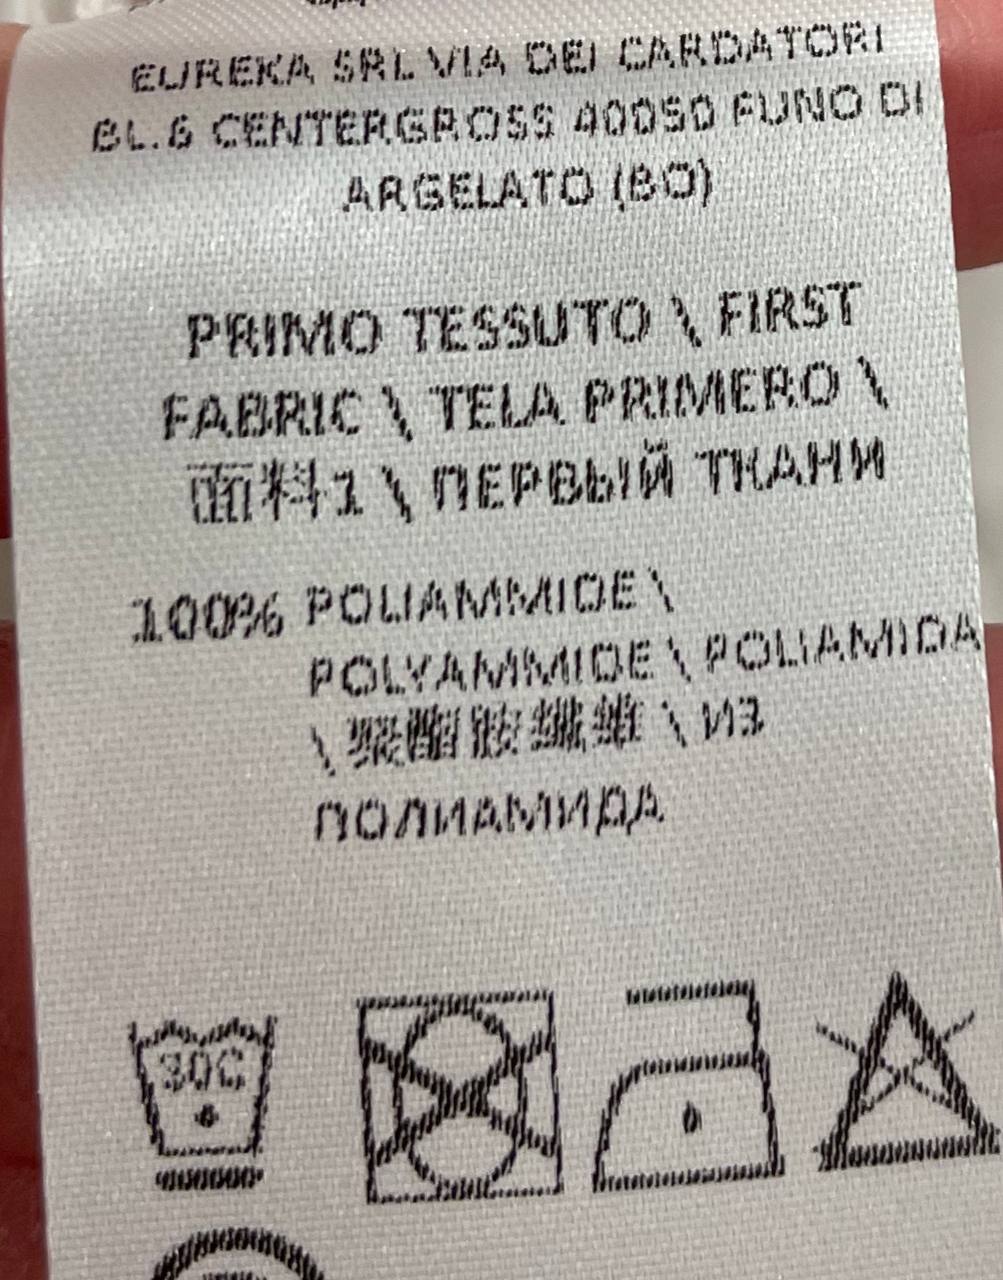 EUREKA SRL VIA DEI CARDATORI
BL.6 CENTERGROSS 40050 FUNO DI
ARGELATO (BO)
PRIMO TESSUTO \ FIRST
FABRIC \ TELA PRIMERO \
面料1 \ ПЕРВЫЙ ТКАНИ
100% POLIAMMIDE \
POLYAMMIDE \ POLIAMIDA
\ 聚酰胺纤维 \ ИЗ
ПОЛИАМИДА
30C